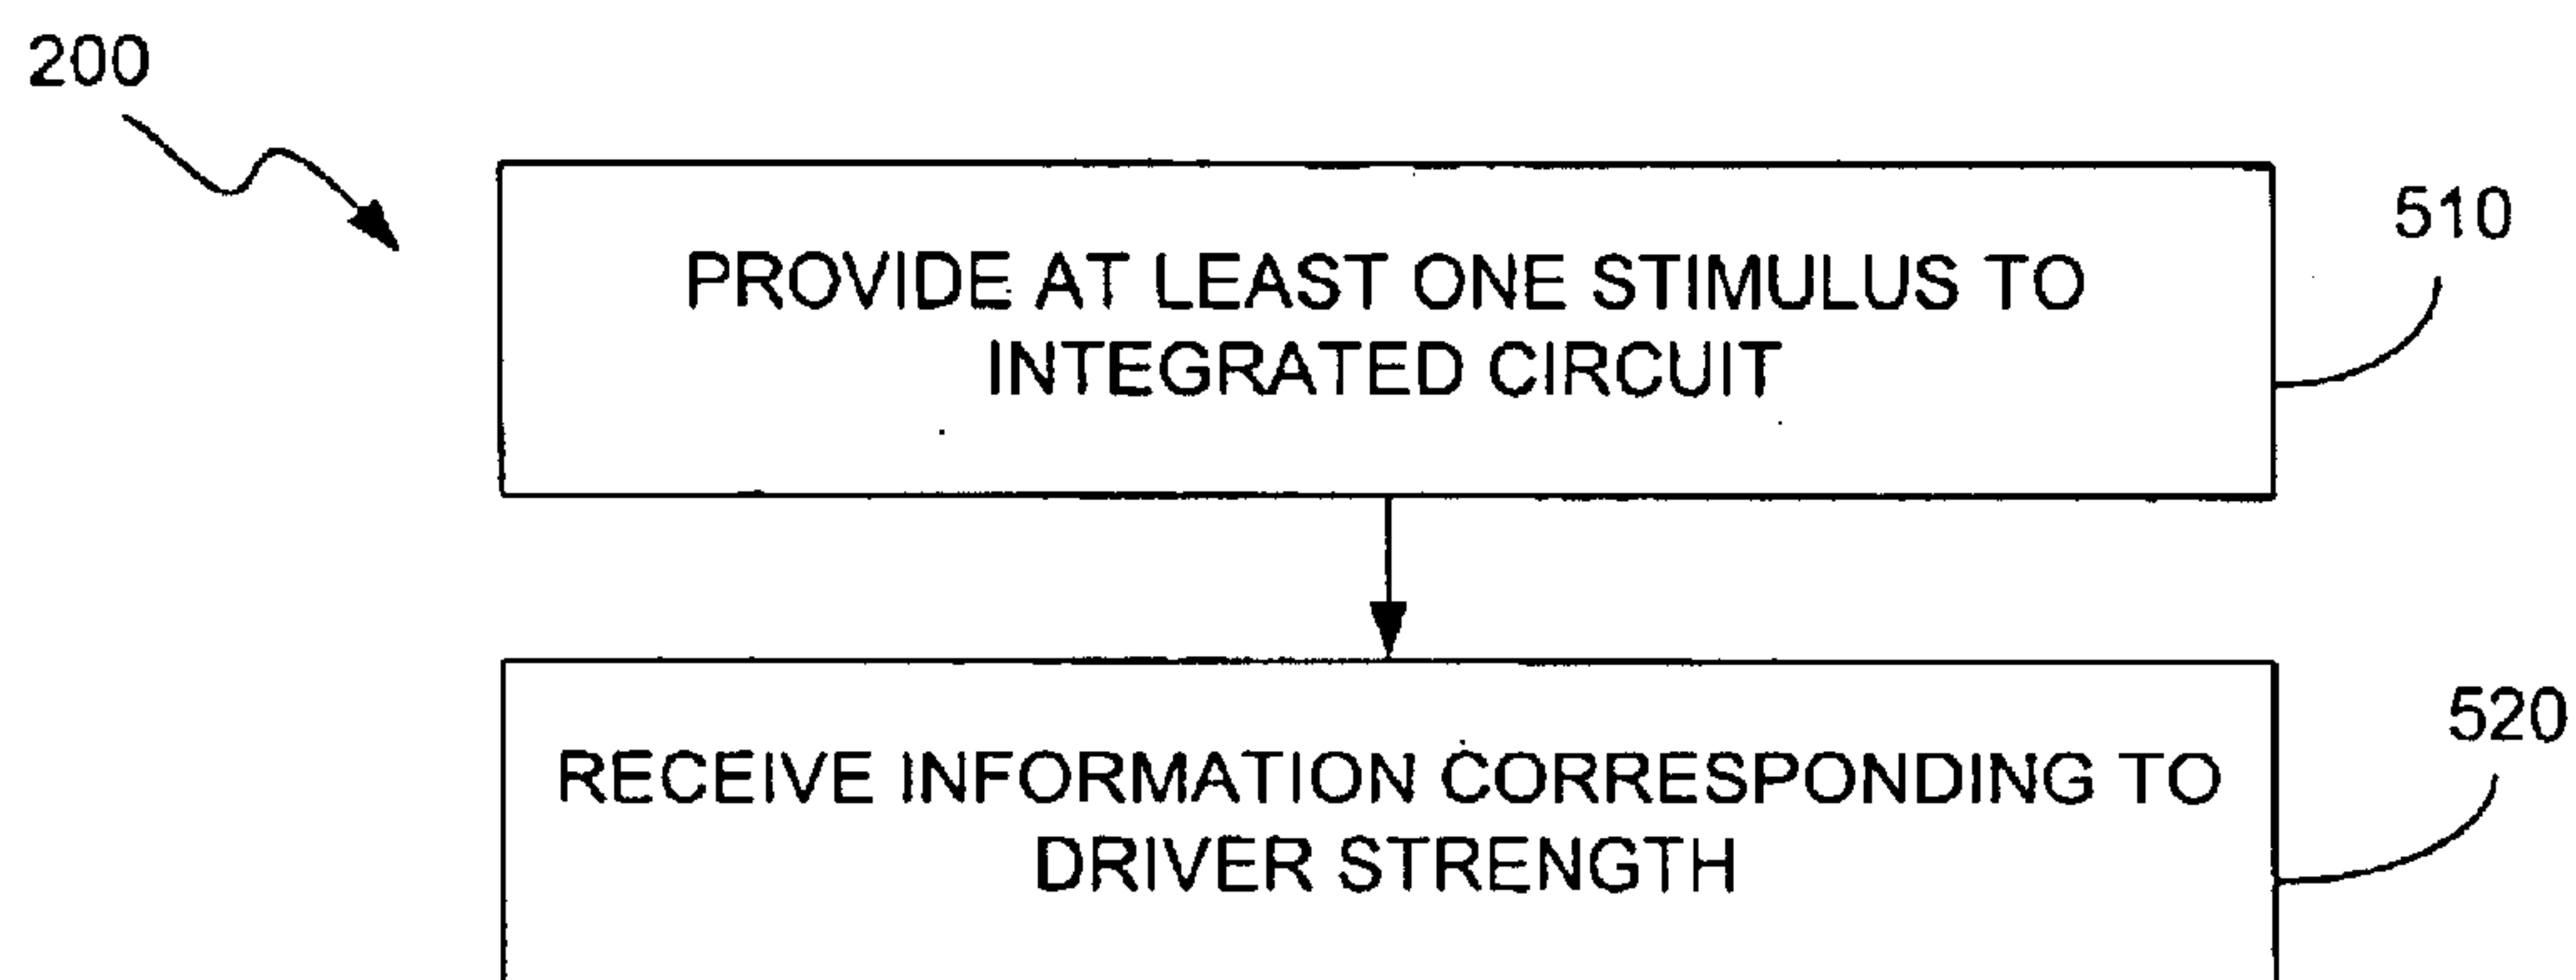 200
510
PROVIDE AT LEAST ONE STIMULUS TO
INTEGRATED CIRCUIT
520
RECEIVE INFORMATION CORRESPONDING TO
DRIVER STRENGTH